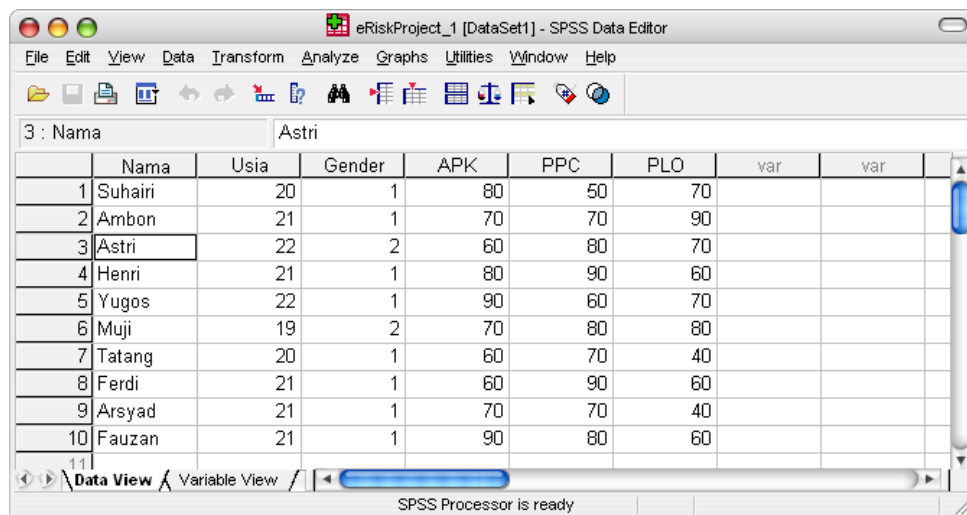 eRiskProject_1 [DataSet1] - SPSS Data Editor
File Edit View Data Transform Analyze Graphs Utilities Window Help
3 : Nama Astri
Nama Usia Gender APK PPC PLO var var
1 Suhairi 20 1 80 50 70
2 Ambon 21 1 70 70 90
3 Astri 22 2 60 80 70
4 Henri 21 1 80 90 60
5 Yugos 22 1 90 60 70
6 Muji 19 2 70 80 80
7 Tatang 20 1 60 70 40
8 Ferdi 21 1 60 90 60
9 Arsyad 21 1 70 70 40
10 Fauzan 21 1 90 80 60
11
Data View Variable View
SPSS Processor is ready